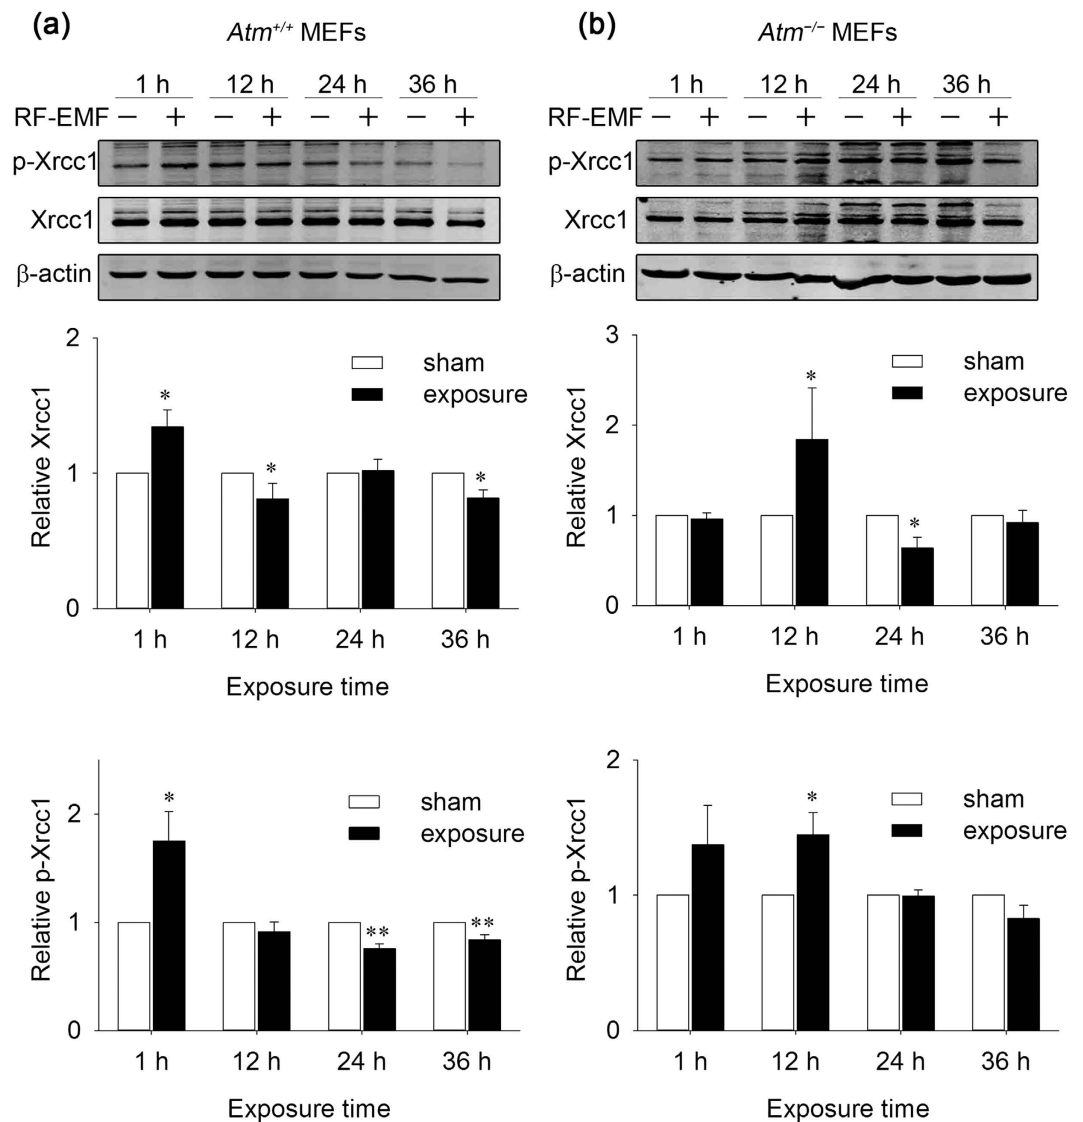 (a)
Atm+/+ MEFs
1 h 12 h 24 h 36 h
RF-EMF − + − + − + − +
p-Xrcc1
Xrcc1
β-actin
2
1
0
Relative Xrcc1
sham
exposure
*
*
*
1 h 12 h 24 h 36 h
Exposure time
2
1
0
Relative p-Xrcc1
sham
exposure
*
**
**
1 h 12 h 24 h 36 h
Exposure time
(b)
Atm−/− MEFs
1 h 12 h 24 h 36 h
RF-EMF − + − + − + − +
p-Xrcc1
Xrcc1
β-actin
3
2
1
0
Relative Xrcc1
sham
exposure
*
*
1 h 12 h 24 h 36 h
Exposure time
2
1
0
Relative p-Xrcc1
sham
exposure
*
1 h 12 h 24 h 36 h
Exposure time